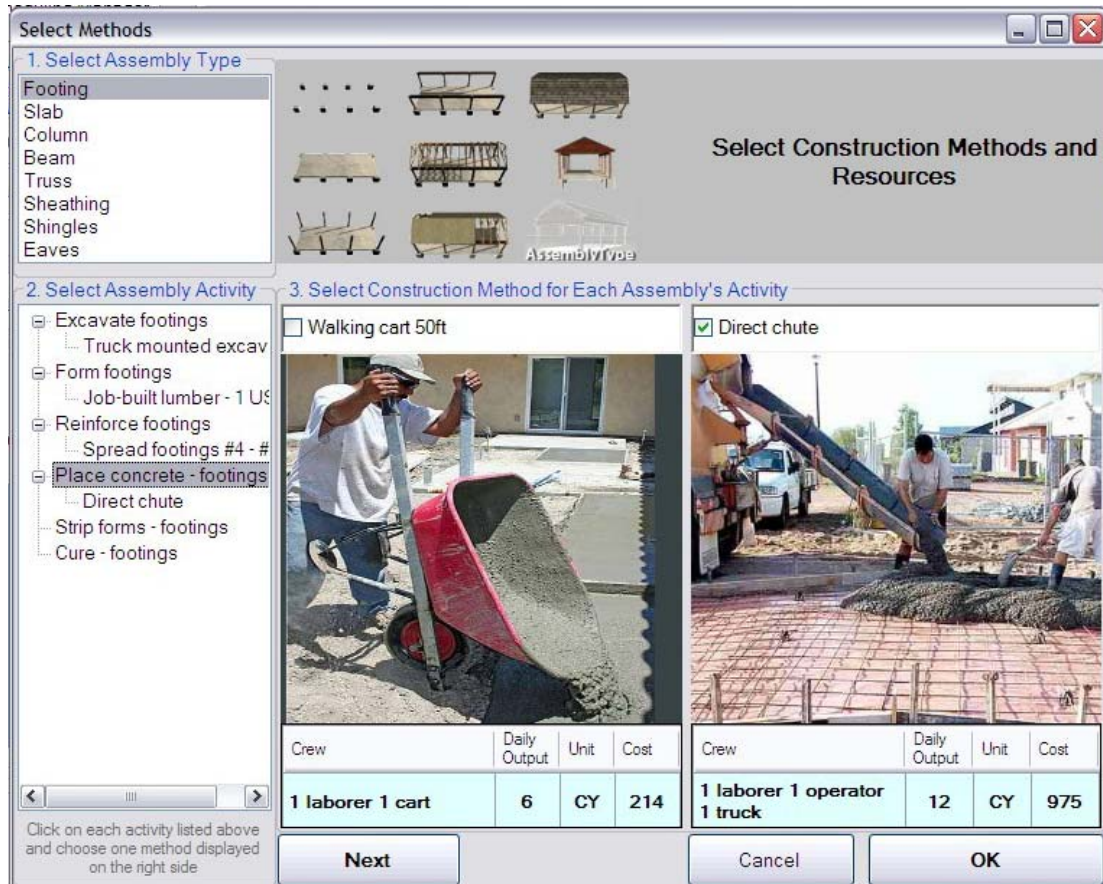 Select Methods
1. Select Assembly Type
Footing
Slab
Column
Beam
Truss
Sheathing
Shingles
Eaves
AssemblyType
Select Construction Methods and
Resources
2. Select Assembly Activity
Excavate footings
Truck mounted excav
Form footings
Job-built lumber - 1 US
Reinforce footings
Spread footings #4 - #
Place concrete - footings
Direct chute
Strip forms - footings
Cure - footings
Click on each activity listed above
and choose one method displayed
on the right side
3. Select Construction Method for Each Assembly's Activity
Walking cart 50ft
Crew Daily Output Unit Cost
1 laborer 1 cart 6 CY 214
Direct chute
Crew Daily Output Unit Cost
1 laborer 1 operator
1 truck 12 CY 975
Next
Cancel
OK